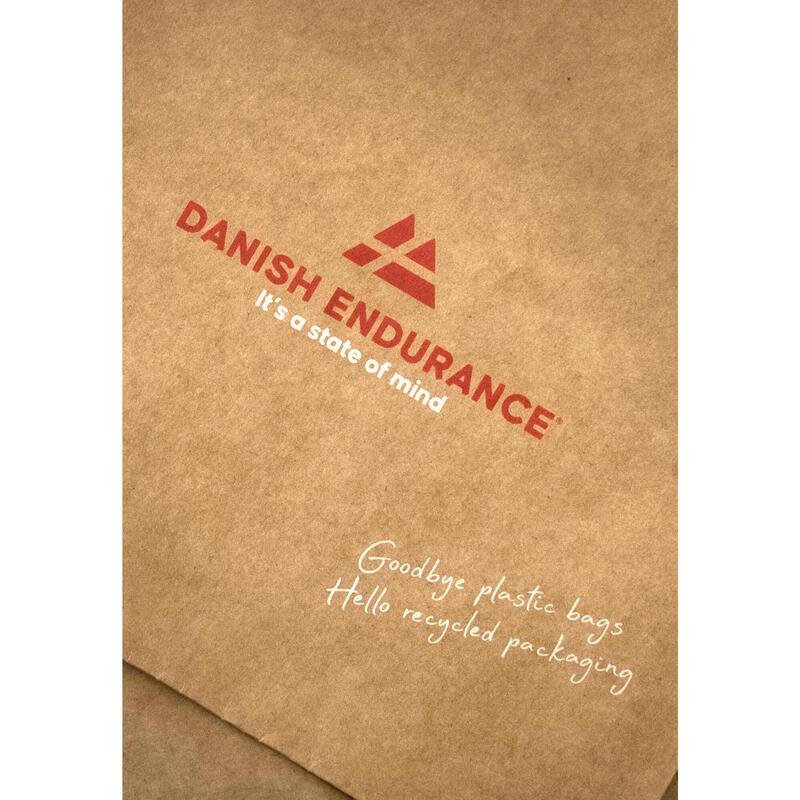 DANISH ENDURANCE®
It's a state of mind
Goodbye plastic bags
Hello recycled packaging